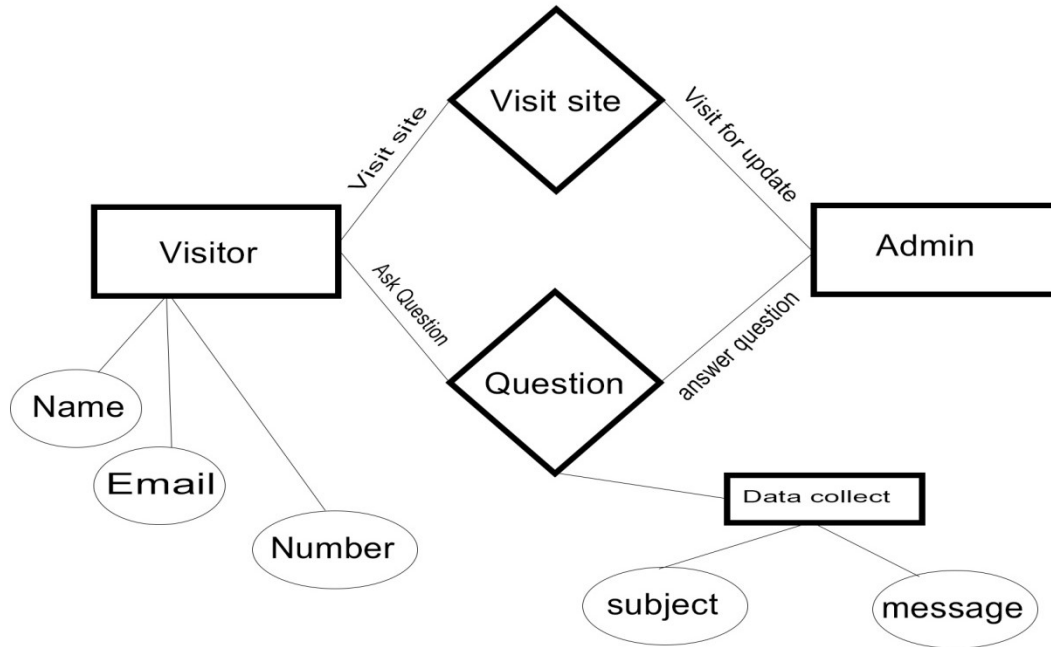 Visit site
Visit site
Visit for update
Visitor
Admin
Ask Question
answer question
Question
Name
Email
Number
Data collect
subject
message